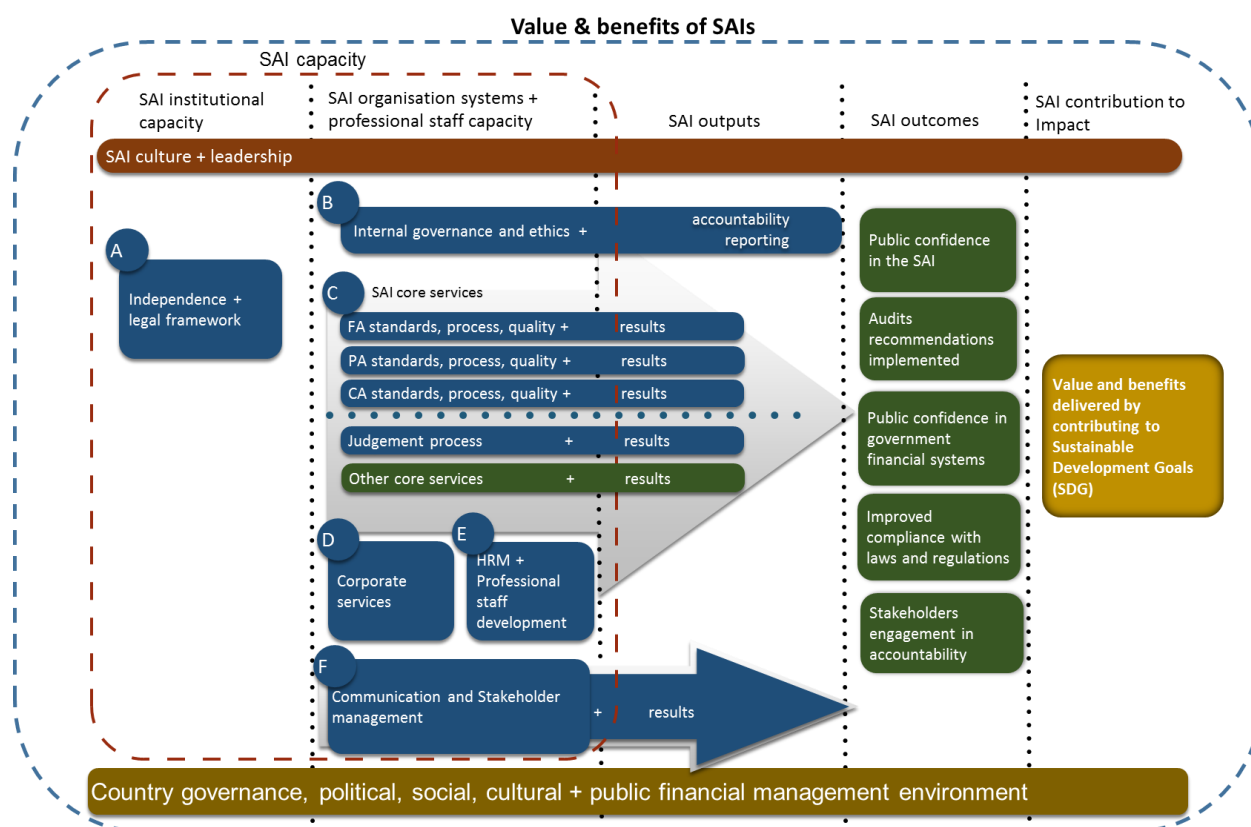 Value & benefits of SAIs
SAI capacity
SAI institutional
capacity
SAI organisation systems +
professional staff capacity
SAI outputs
SAI outcomes
SAI contribution to
Impact
SAI culture + leadership
A
Independence +
legal framework
B
Internal governance and ethics +
accountability
reporting
C
SAI core services
FA standards, process, quality + results
PA standards, process, quality + results
CA standards, process, quality + results
Judgement process + results
Other core services + results
D
Corporate
services
E
HRM +
Professional
staff
development
F
Communication and Stakeholder
management
+ results
Public confidence
in the SAI
Audits
recommendations
implemented
Public confidence in
government
financial systems
Improved
compliance with
laws and regulations
Stakeholders
engagement in
accountability
Value and benefits
delivered by
contributing to
Sustainable
Development Goals
(SDG)
Country governance, political, social, cultural + public financial management environment